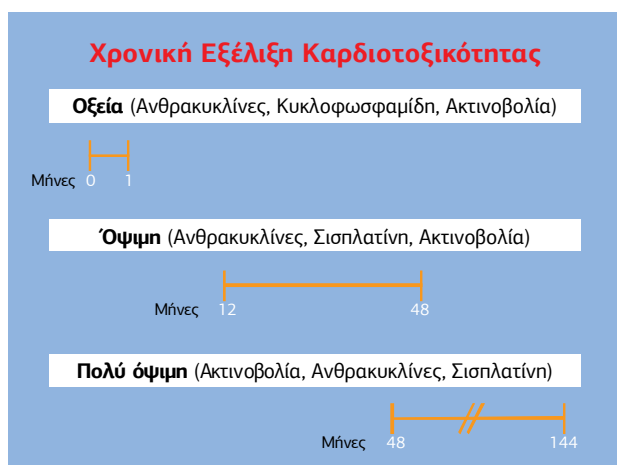 Χρονική Εξέλιξη Καρδιοτοξικότητας
Οξεία (Ανθρακυκλίνες, Κυκλοφωσφαμίδη, Ακτινοβολία)
Μήνες 0 1
Όψιμη (Ανθρακυκλίνες, Σισπλατίνη, Ακτινοβολία)
Μήνες 12 48
Πολύ όψιμη (Ακτινοβολία, Ανθρακυκλίνες, Σισπλατίνη)
Μήνες 48 144